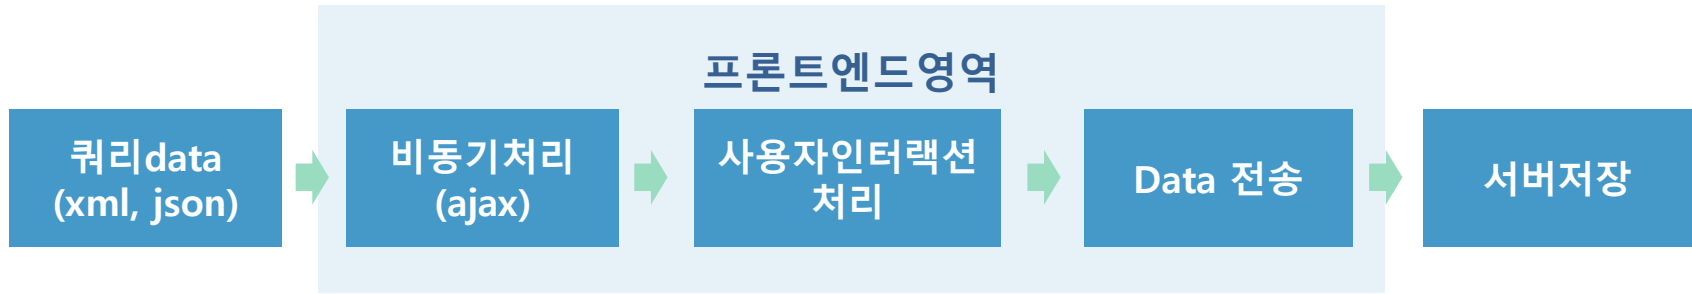 프론트엔드영역
쿼리data
(xml, json)
비동기처리
(ajax)
사용자인터랙션
처리
Data 전송
서버저장